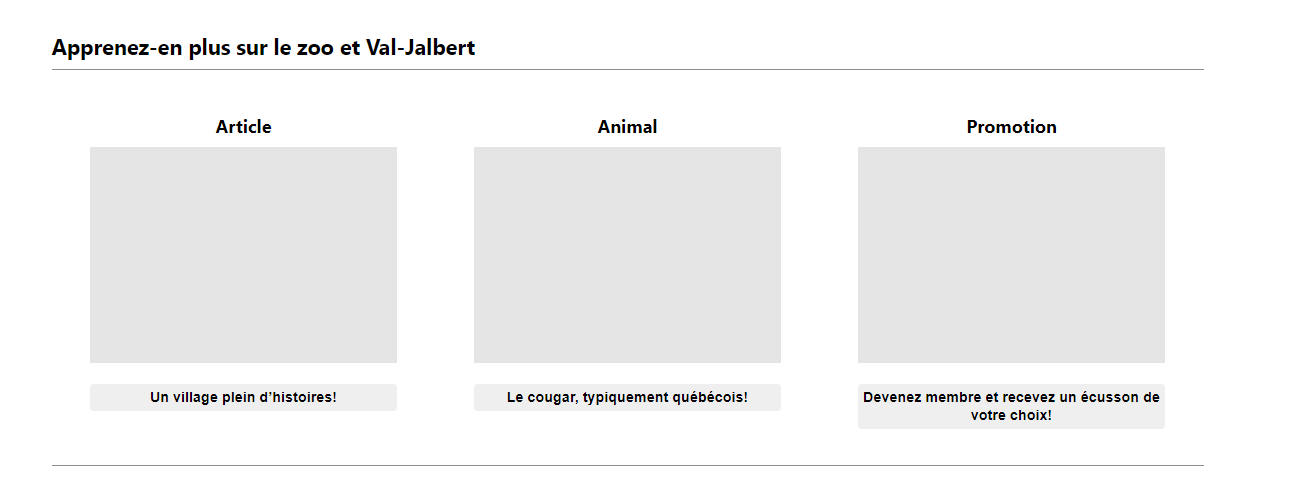 Apprenez-en plus sur le zoo et Val-Jalbert
Article
Animal
Promotion
Un village plein d’histoires!
Le cougar, typiquement québécois!
Devenez membre et recevez un écusson de
votre choix!